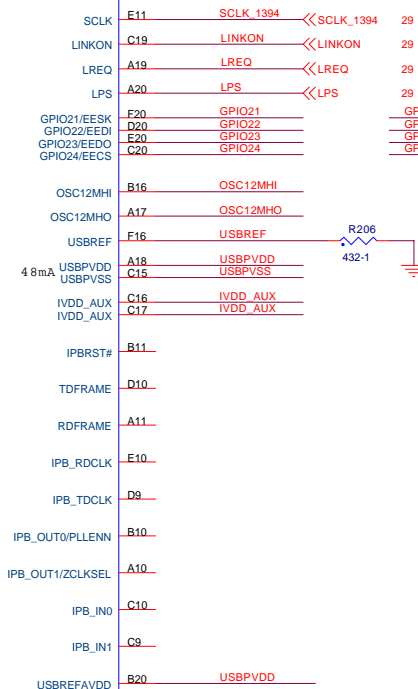 SCLK E11 SCLK_1394 SCLK_1394 29
LINKON C19 LINKON LINKON 29
LREQ A19 LREQ LREQ 29
LPS A20 LPS LPS 29
GPIO21/EESK F20 GPIO21 GP
GPIO22/EEDI D20 GPIO22 GP
GPIO23/EEDO E20 GPIO23 GP
GPIO24/EECS C20 GPIO24 GP
OSC12MHI B16 OSC12MHI
OSC12MHO A17 OSC12MHO
USBREF F16 USBREF R206
432-1
48mA USBPVDD A18 USBPVDD
USBPVSS C15 USBPVSS
IVDD_AUX C16 IVDD_AUX
IVDD_AUX C17 IVDD_AUX
IPBRST# B11
TDFRAME D10
RDFRAME A11
IPB_RDCLK E10
IPB_TDCLK D9
IPB_OUT0/PLLENN B10
IPB_OUT1/ZCLKSEL A10
IPB_IN0 C10
IPB_IN1 C9
USBREFAVDD B20 USBPVDD